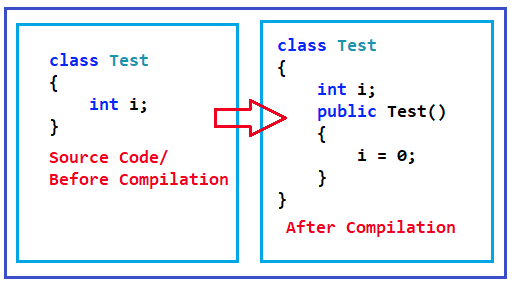 class Test
{
    int i;
}
Source Code/
Before Compilation
class Test
{
    int i;
    public Test()
    {
        i = 0;
    }
}
After Compilation